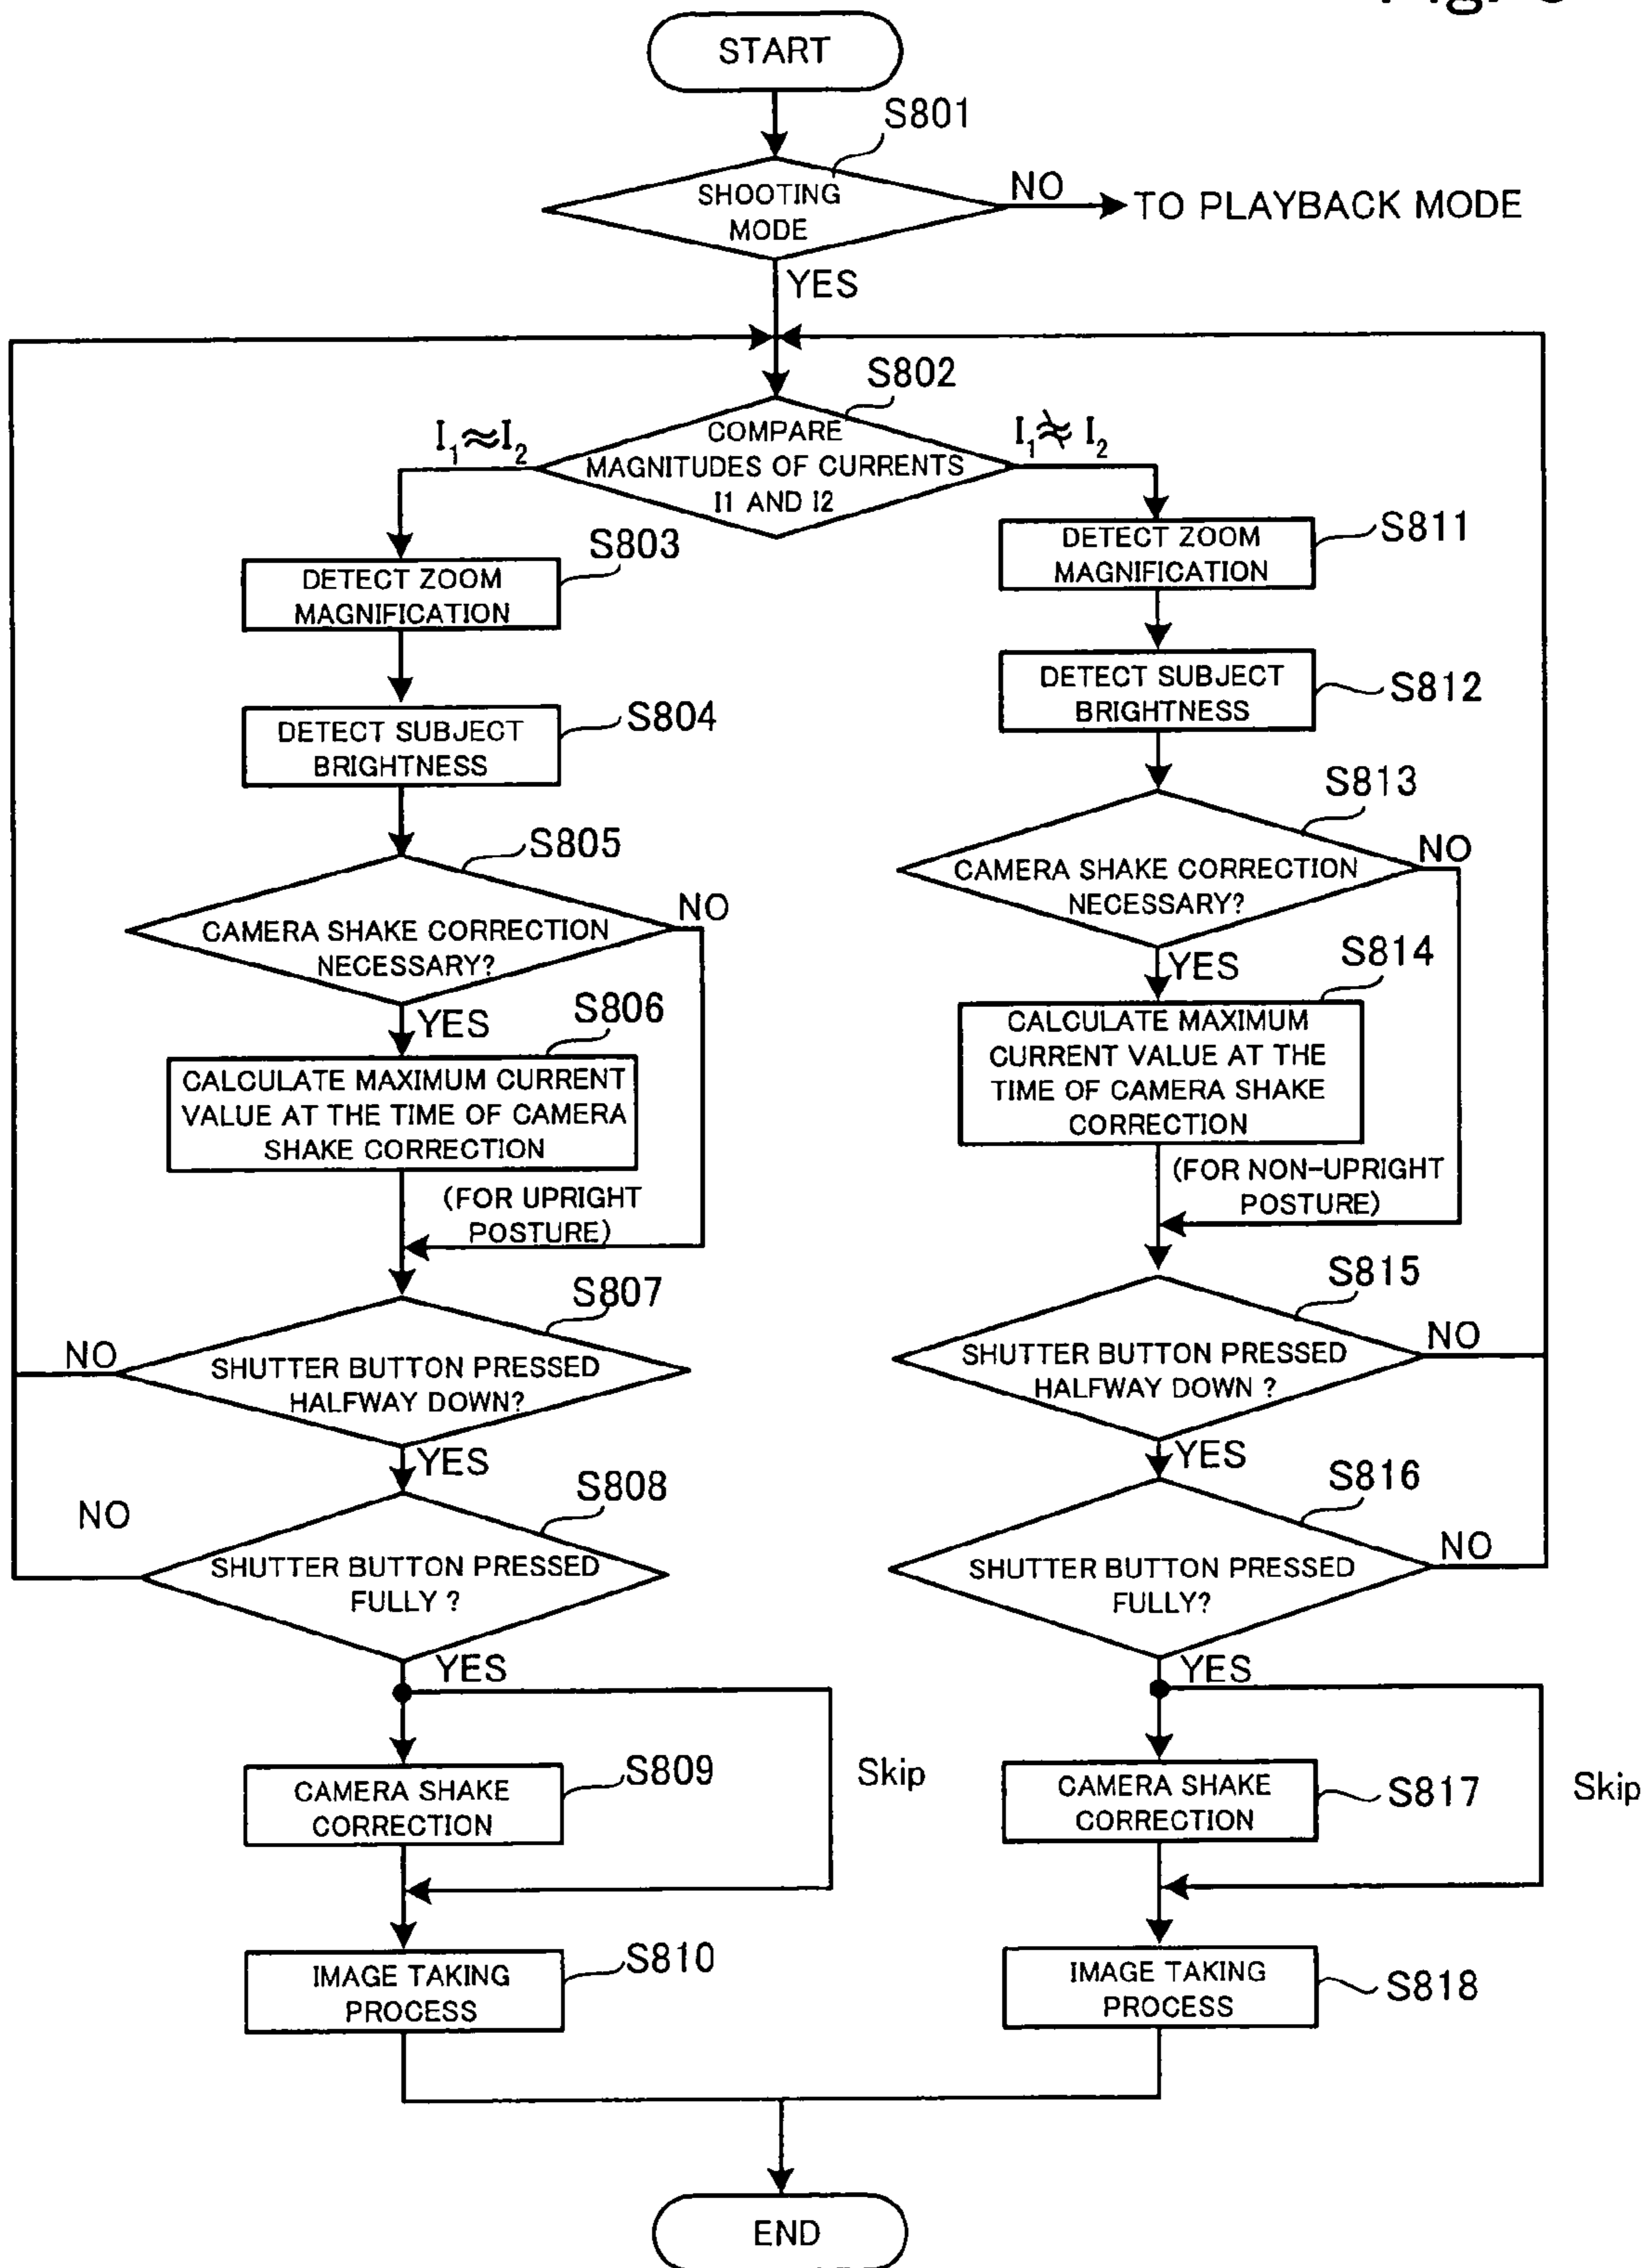 START
S801
SHOOTING
MODE
NO
TO PLAYBACK MODE
YES
S802
I₁≈I₂
COMPARE
MAGNITUDES OF CURRENTS
I1 AND I2
I₁≉I₂
S803
DETECT ZOOM
MAGNIFICATION
S811
DETECT ZOOM
MAGNIFICATION
S804
DETECT SUBJECT
BRIGHTNESS
S812
DETECT SUBJECT
BRIGHTNESS
S805
CAMERA SHAKE CORRECTION
NECESSARY?
NO
S813
CAMERA SHAKE CORRECTION
NECESSARY?
NO
YES
S806
CALCULATE MAXIMUM CURRENT
VALUE AT THE TIME OF CAMERA
SHAKE CORRECTION
YES
S814
CALCULATE MAXIMUM
CURRENT VALUE AT THE
TIME OF CAMERA SHAKE
CORRECTION
(FOR UPRIGHT
POSTURE)
(FOR NON-UPRIGHT
POSTURE)
S807
NO
SHUTTER BUTTON PRESSED
HALFWAY DOWN?
YES
S815
SHUTTER BUTTON PRESSED
HALFWAY DOWN ?
NO
YES
S808
NO
SHUTTER BUTTON PRESSED
FULLY ?
YES
S816
SHUTTER BUTTON PRESSED
FULLY?
NO
YES
S809
CAMERA SHAKE
CORRECTION
Skip
S817
CAMERA SHAKE
CORRECTION
Skip
S810
IMAGE TAKING
PROCESS
S818
IMAGE TAKING
PROCESS
END